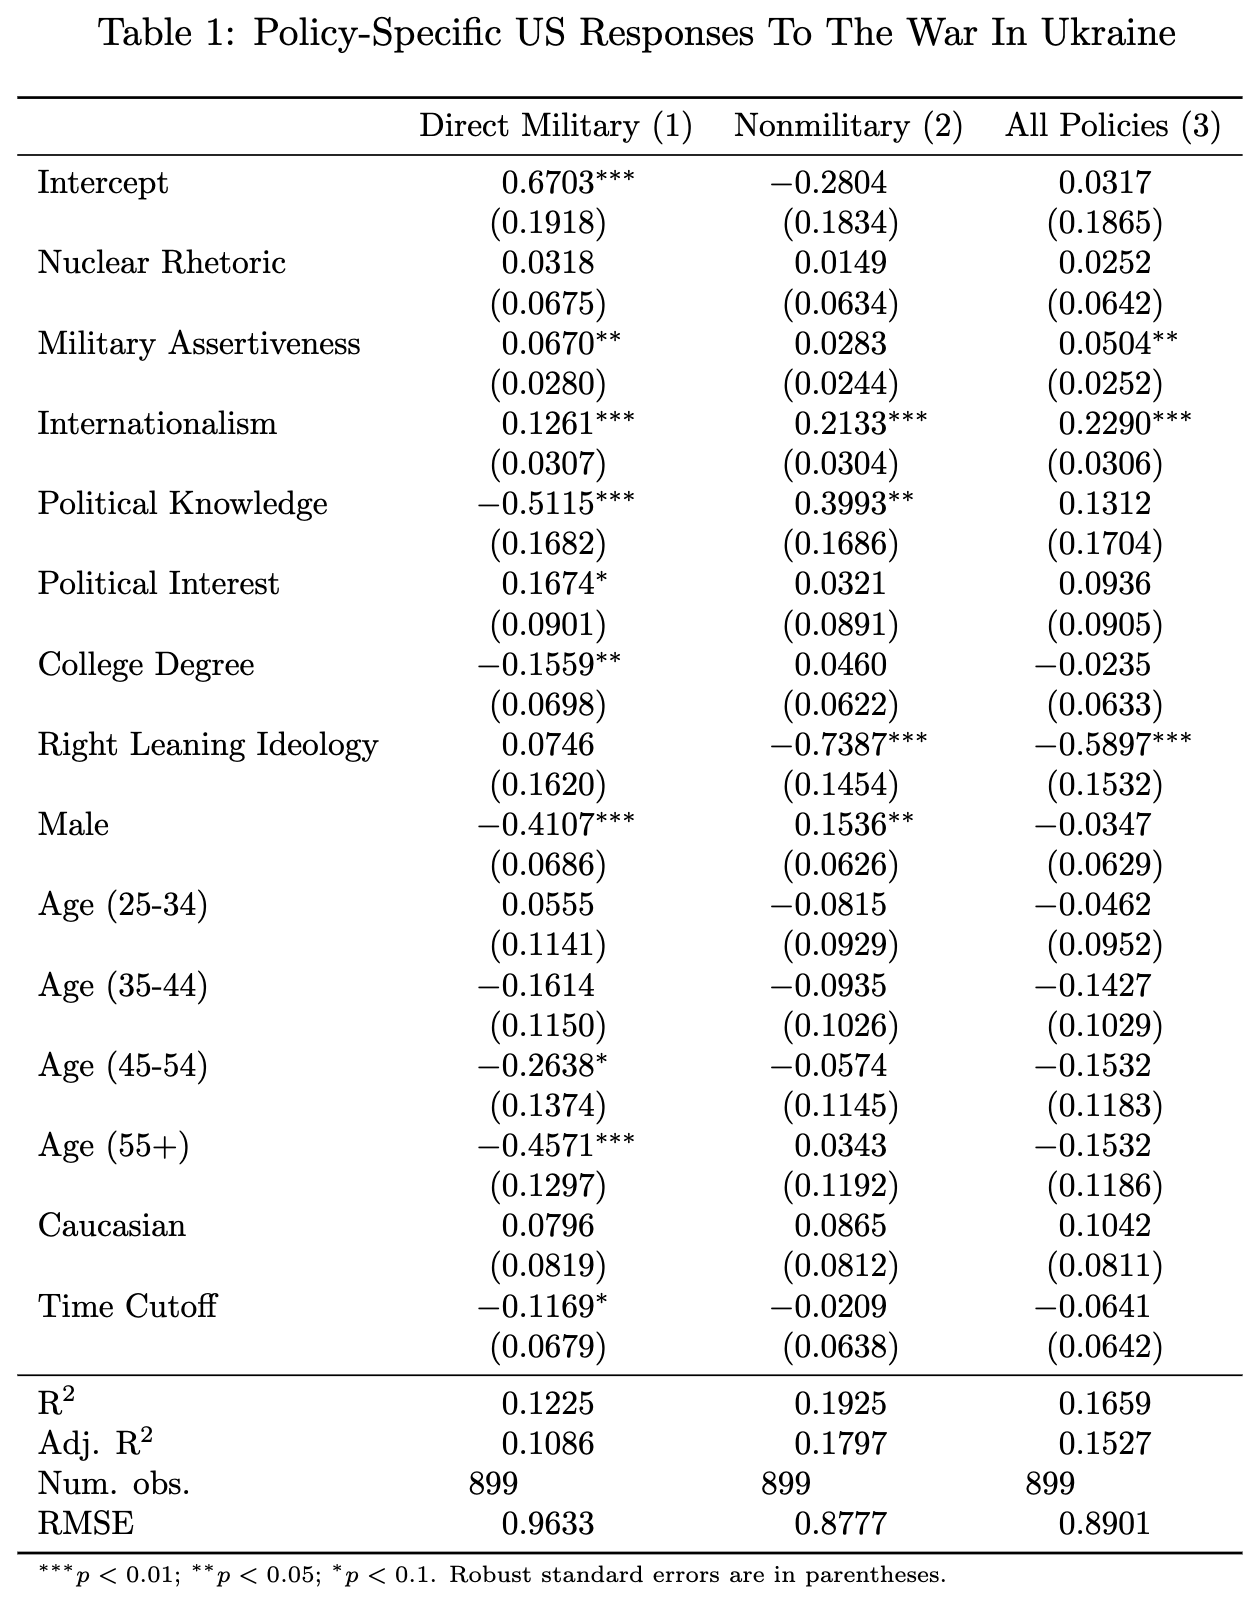 Table 1: Policy-Specific US Responses To The War In Ukraine
Direct Military (1) Nonmilitary (2) All Policies (3)
Intercept 0.6703*** −0.2804 0.0317
(0.1918) (0.1834) (0.1865)
Nuclear Rhetoric 0.0318 0.0149 0.0252
(0.0675) (0.0634) (0.0642)
Military Assertiveness 0.0670** 0.0283 0.0504**
(0.0280) (0.0244) (0.0252)
Internationalism 0.1261*** 0.2133*** 0.2290***
(0.0307) (0.0304) (0.0306)
Political Knowledge −0.5115*** 0.3993** 0.1312
(0.1682) (0.1686) (0.1704)
Political Interest 0.1674* 0.0321 0.0936
(0.0901) (0.0891) (0.0905)
College Degree −0.1559** 0.0460 −0.0235
(0.0698) (0.0622) (0.0633)
Right Leaning Ideology 0.0746 −0.7387*** −0.5897***
(0.1620) (0.1454) (0.1532)
Male −0.4107*** 0.1536** −0.0347
(0.0686) (0.0626) (0.0629)
Age (25-34) 0.0555 −0.0815 −0.0462
(0.1141) (0.0929) (0.0952)
Age (35-44) −0.1614 −0.0935 −0.1427
(0.1150) (0.1026) (0.1029)
Age (45-54) −0.2638* −0.0574 −0.1532
(0.1374) (0.1145) (0.1183)
Age (55+) −0.4571*** 0.0343 −0.1532
(0.1297) (0.1192) (0.1186)
Caucasian 0.0796 0.0865 0.1042
(0.0819) (0.0812) (0.0811)
Time Cutoff −0.1169* −0.0209 −0.0641
(0.0679) (0.0638) (0.0642)
R² 0.1225 0.1925 0.1659
Adj. R² 0.1086 0.1797 0.1527
Num. obs. 899 899 899
RMSE 0.9633 0.8777 0.8901
***p < 0.01; **p < 0.05; *p < 0.1. Robust standard errors are in parentheses.